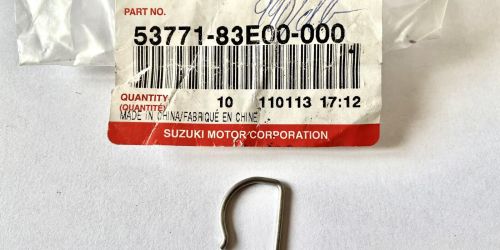 PART NO.
53771-83E00-000
QUANTITY 10 110113 17:12
(QUANTITÉ)
MADE IN CHINA/FABRIQUÉ EN CHINE
SUZUKI MOTOR CORPORATION